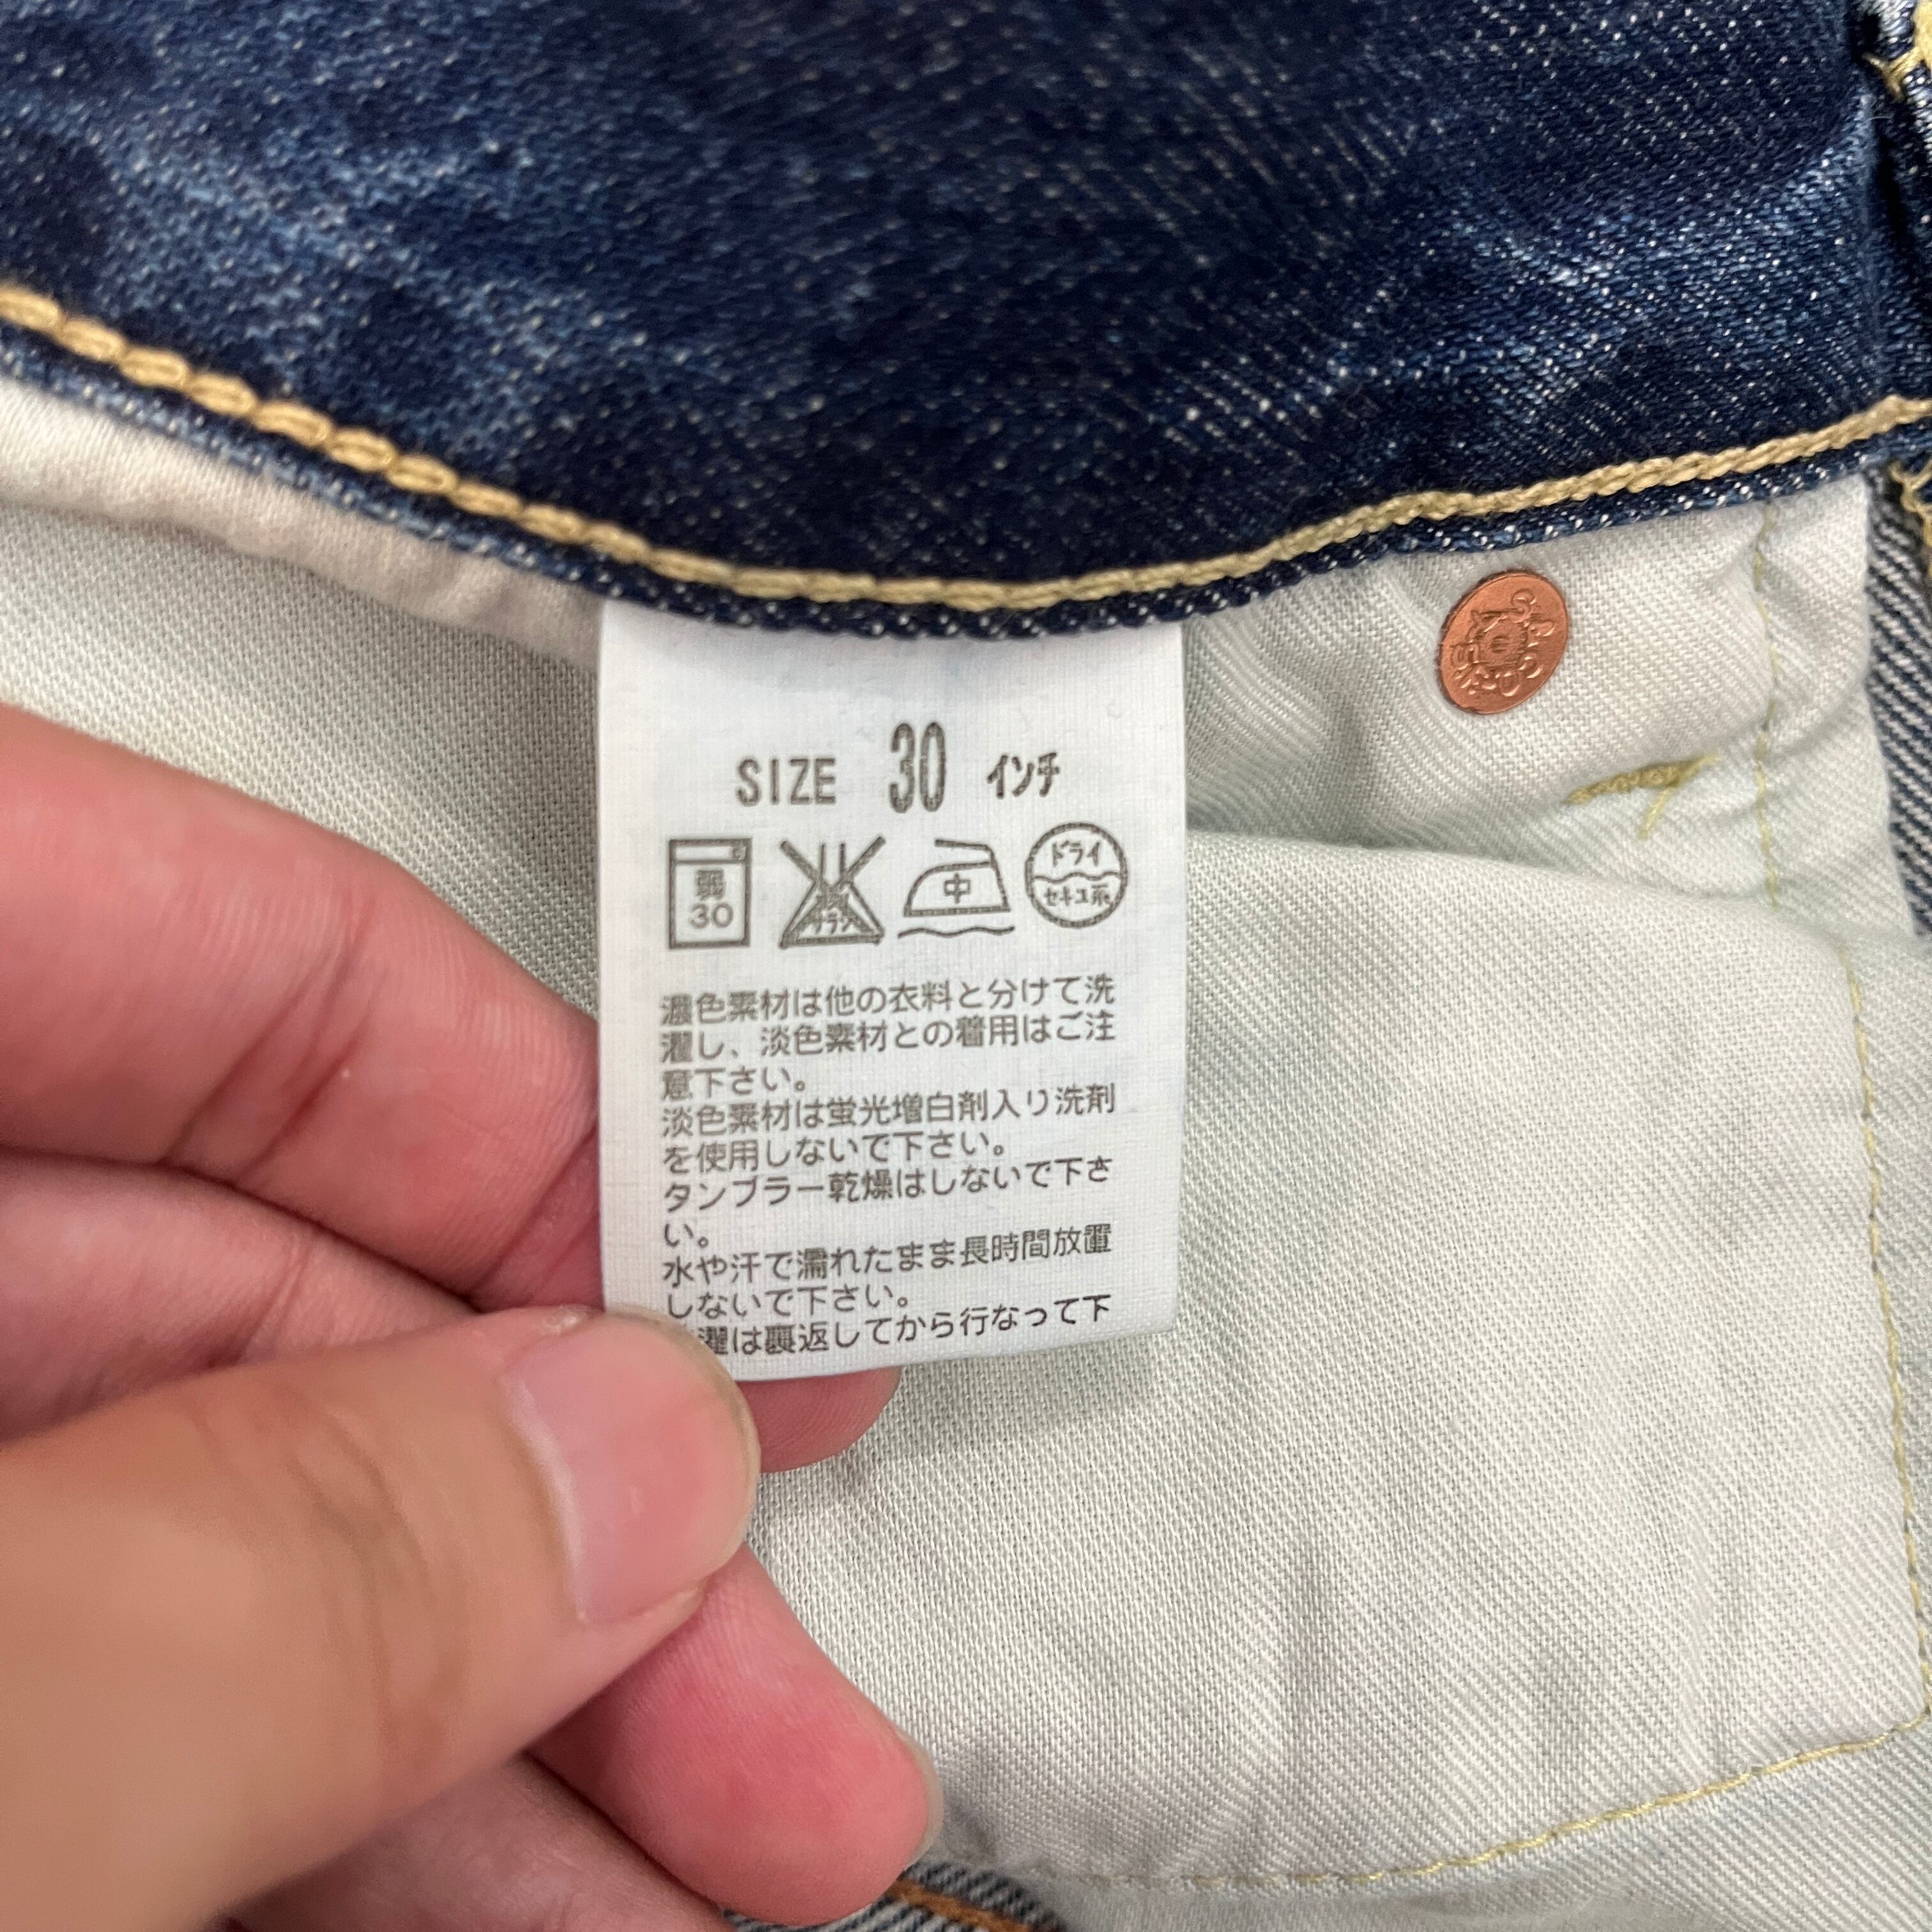 SIZE 30 インチ
弱
30
中
ドライ
セキユ系
濃色素材は他の衣料と分けて洗
濯し、淡色素材との着用はご注
意下さい。
淡色素材は蛍光増白剤入り洗剤
を使用しないで下さい。
タンブラー乾燥はしないで下さ
い。
水や汗で濡れたまま長時間放置
しないで下さい。
濯は裏返してから行なって下